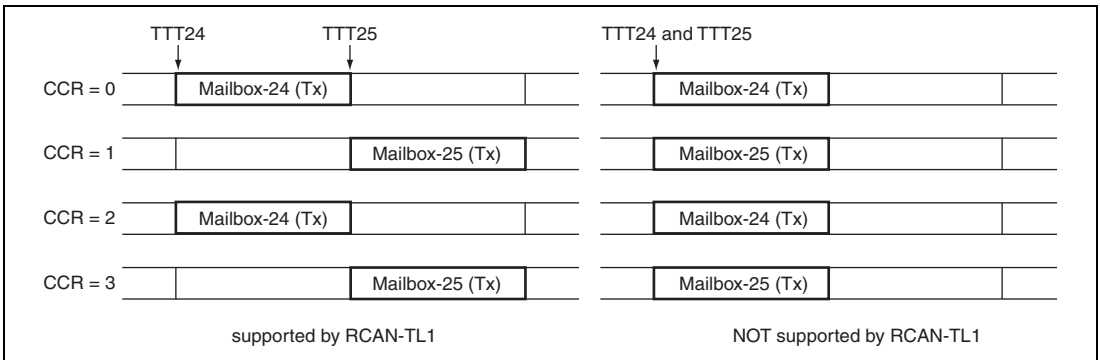 TTT24 TTT25 TTT24 and TTT25
CCR = 0 Mailbox-24 (Tx) Mailbox-24 (Tx)
CCR = 1 Mailbox-25 (Tx) Mailbox-25 (Tx)
CCR = 2 Mailbox-24 (Tx) Mailbox-24 (Tx)
CCR = 3 Mailbox-25 (Tx) Mailbox-25 (Tx)
supported by RCAN-TL1 NOT supported by RCAN-TL1